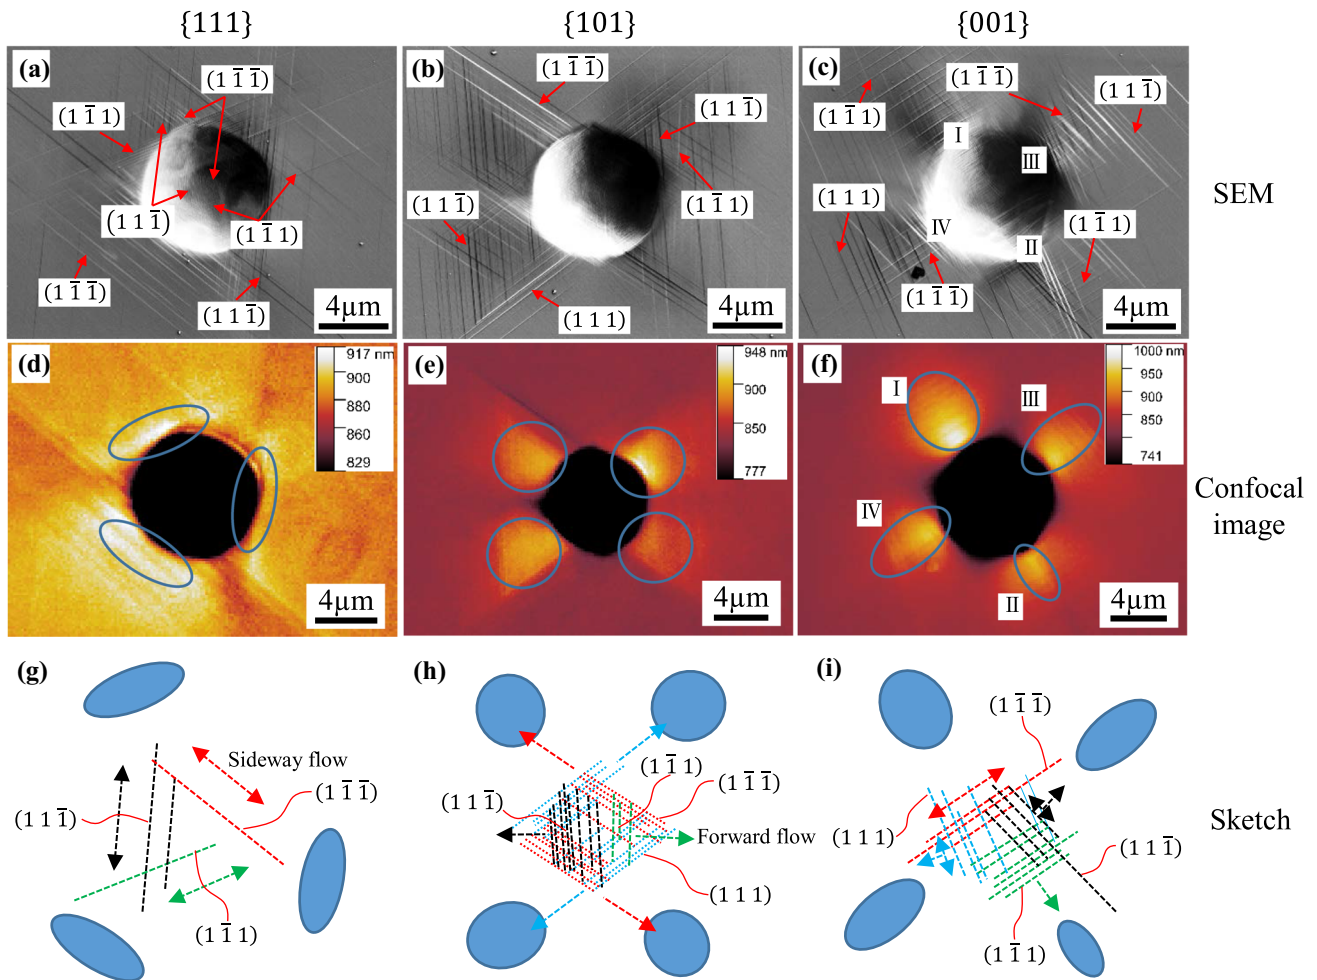 {111}
{101}
{001}
(a)
(1 1̅ 1̅)
(1 1̅ 1)
(1 1 1̅)
(1̅ 1̅ 1)
(1 1̅ 1̅)
(1 1 1̅)
4µm
(b)
(1 1̅ 1̅)
(1 1 1̅)
(1 1̅ 1)
(1 1 1̅)
(1 1 1)
4µm
(c)
(1 1̅ 1̅)
(1 1 1̅)
(1 1̅ 1)
I
III
(1 1 1)
IV
II
(1 1̅ 1)
(1 1̅ 1̅)
4µm
SEM
(d)
917 nm
900
880
860
829
4µm
(e)
948 nm
900
850
777
4µm
(f)
1000 nm
950
900
850
741
I
III
IV
II
4µm
Confocal
image
(g)
Sideway flow
(1 1̅ 1̅)
(1 1 1̅)
(1 1̅ 1)
(h)
(1 1̅ 1)
(1 1̅ 1̅)
(1 1 1̅)
Forward flow
(1 1 1)
(i)
(1 1̅ 1̅)
(1 1 1)
(1 1 1̅)
(1 1̅ 1)
Sketch